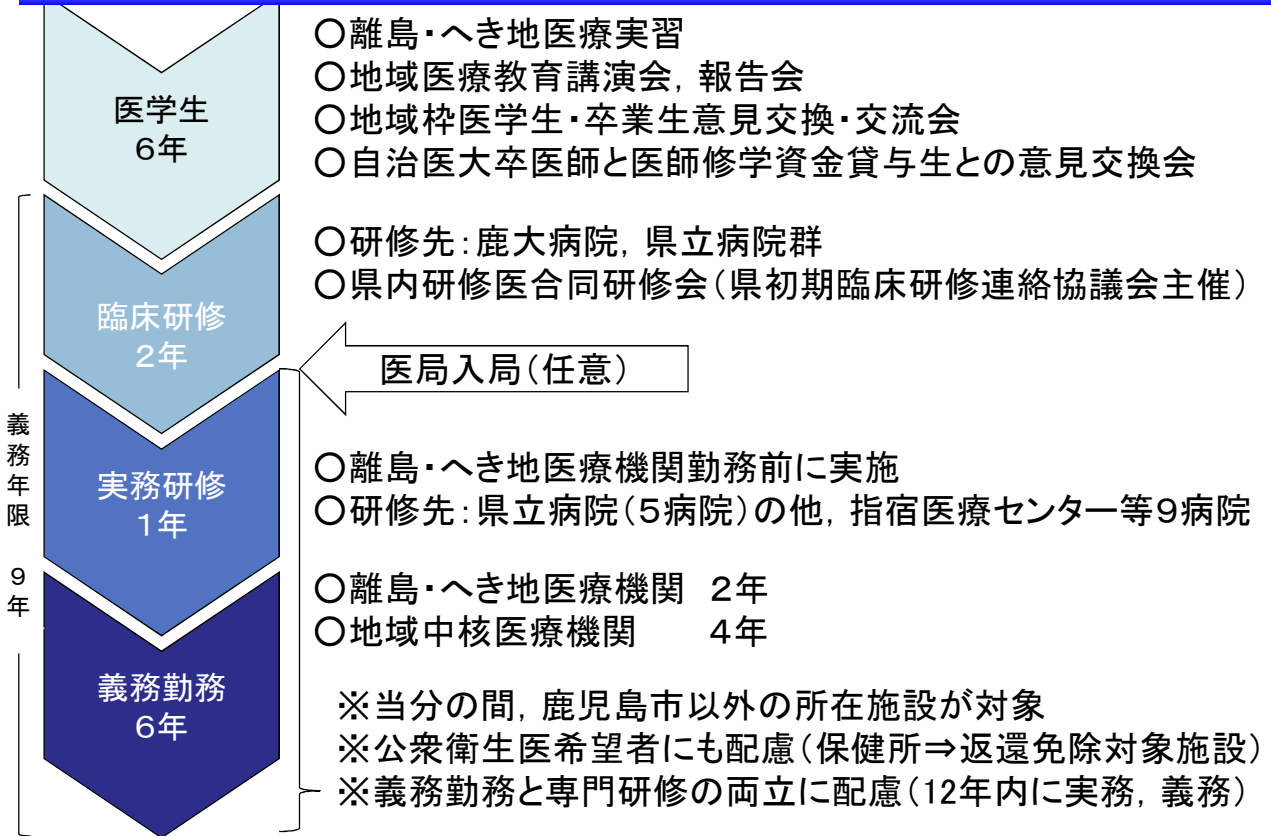 医学生
6年
○離島・へき地医療実習
○地域医療教育講演会，報告会
○地域枠医学生・卒業生意見交換・交流会
○自治医大卒医師と医師修学資金貸与生との意見交換会
臨床研修
2年
○研修先：鹿大病院，県立病院群
○県内研修医合同研修会（県初期臨床研修連絡協議会主催）
医局入局（任意）
義務年限　9年
実務研修
1年
○離島・へき地医療機関勤務前に実施
○研修先：県立病院（5病院）の他，指宿医療センター等9病院
義務勤務
6年
○離島・へき地医療機関　2年
○地域中核医療機関　　4年
※当分の間，鹿児島市以外の所在施設が対象
※公衆衛生医希望者にも配慮（保健所⇒返還免除対象施設）
※義務勤務と専門研修の両立に配慮（12年内に実務，義務）